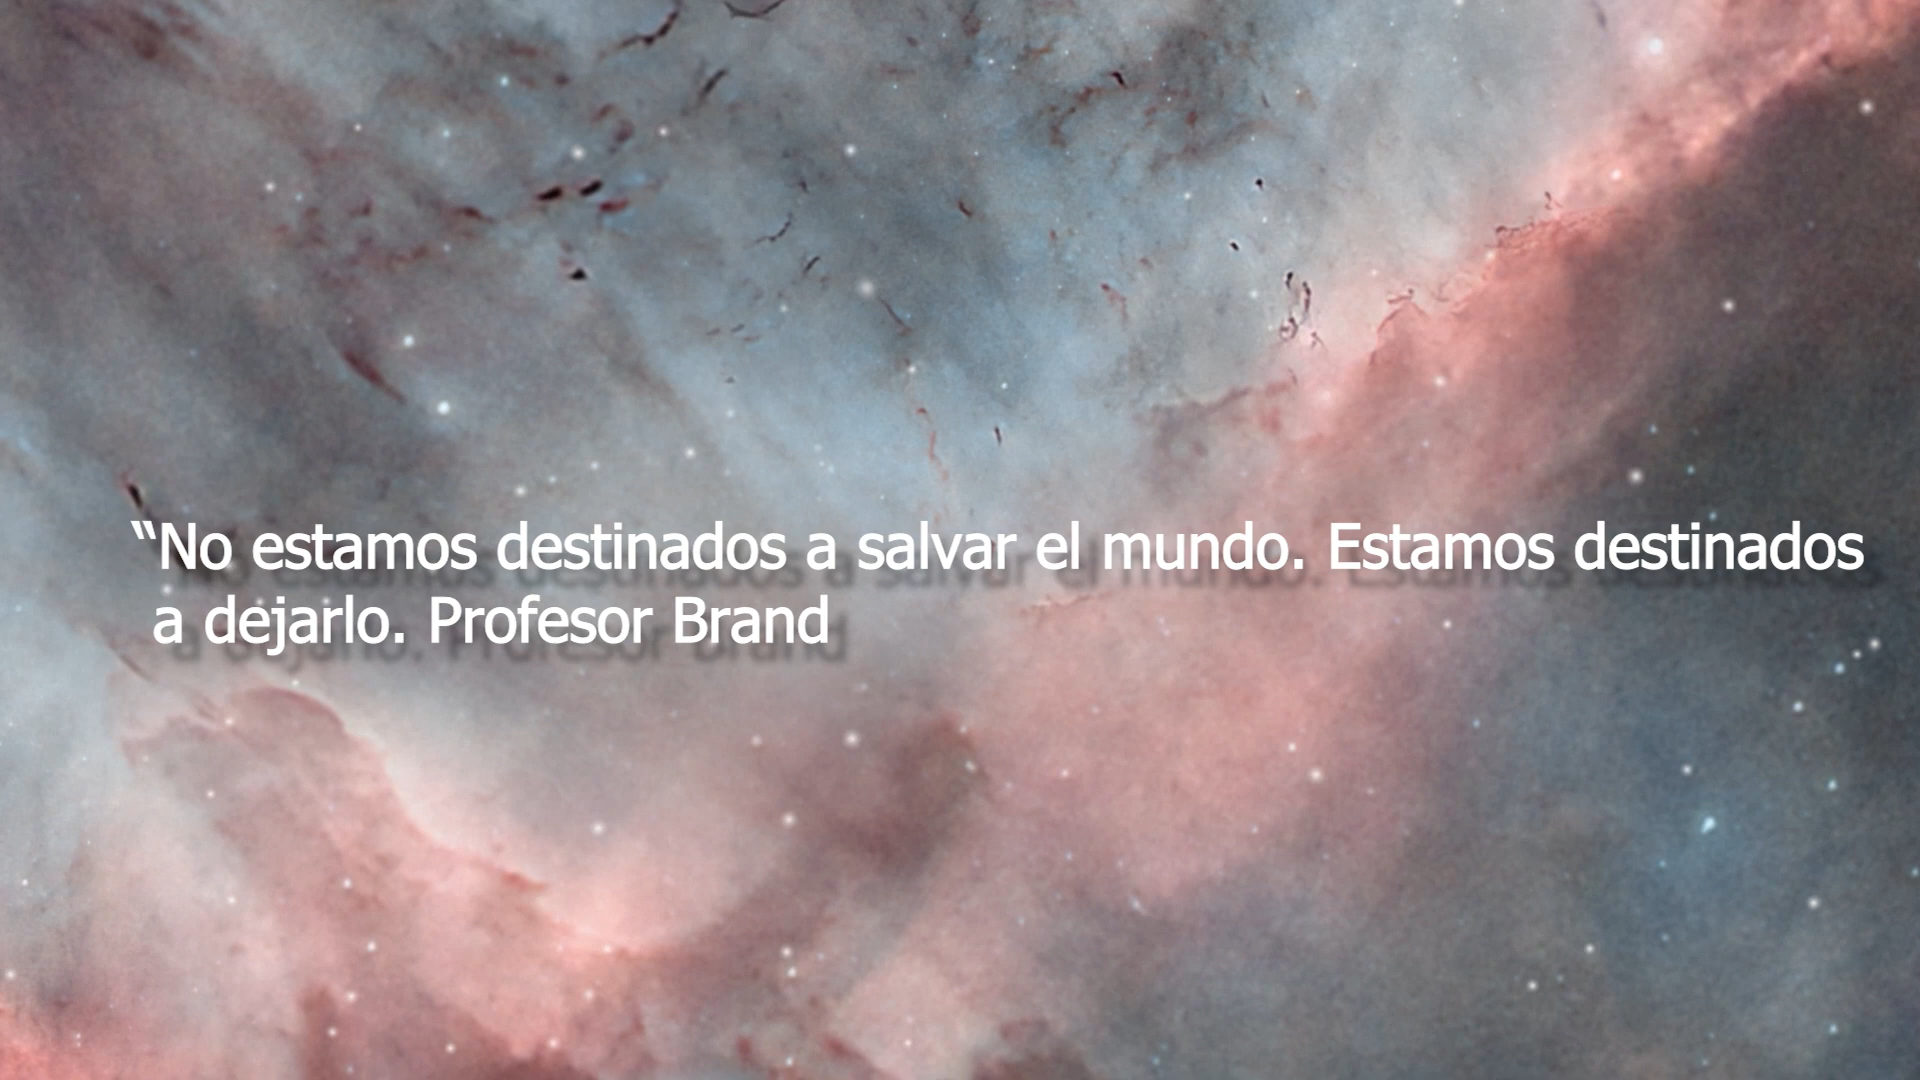 “No estamos destinados a salvar el mundo. Estamos destinados
a dejarlo. Profesor Brand